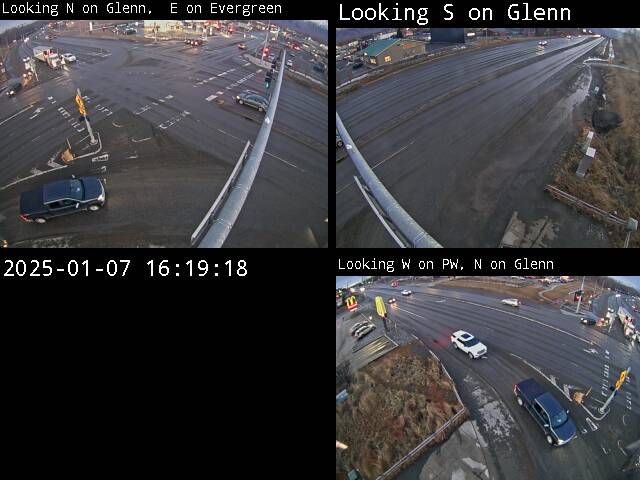 Looking N on Glenn, E on Evergreen
Looking S on Glenn
2025-01-07 16:19:18
Looking W on PW, N on Glenn